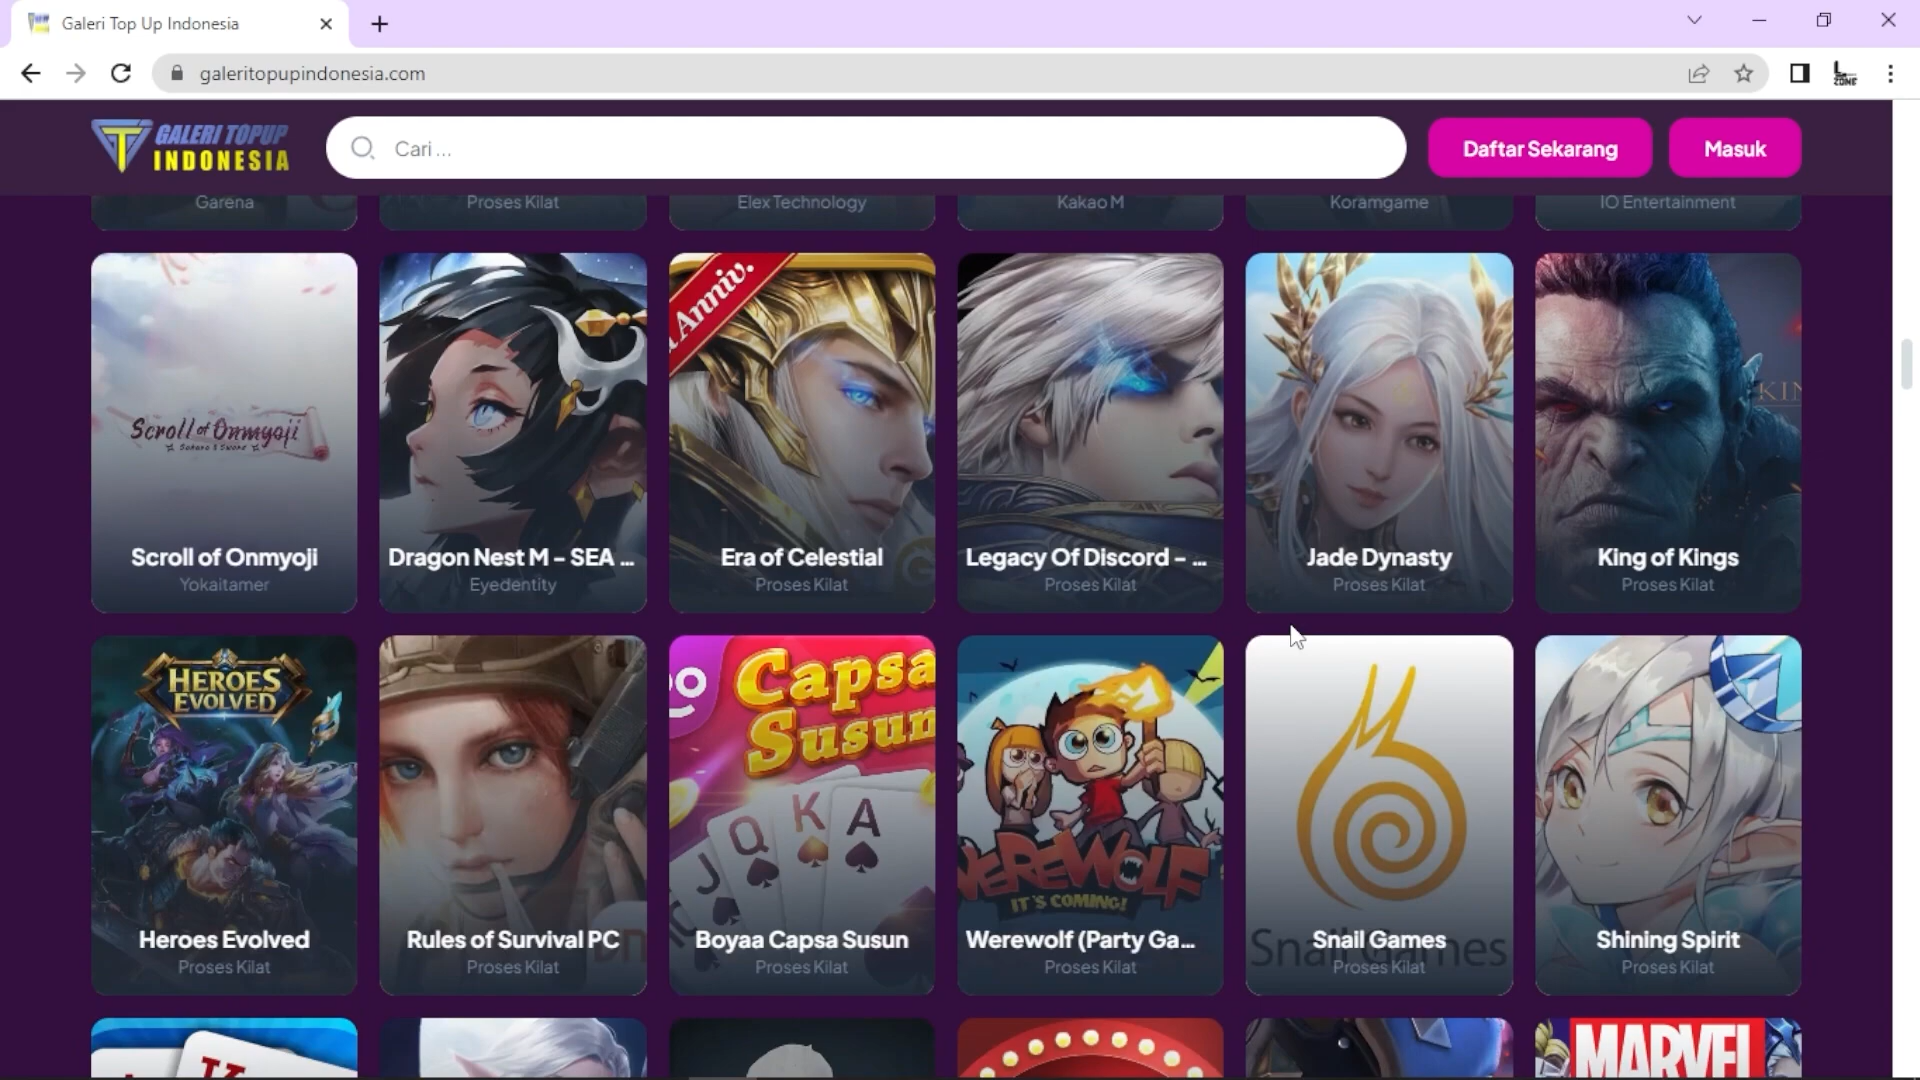 Galeri Top Up Indonesia
galeritopupindonesia.com
L ZONE
GALERI TOPUP
INDONESIA
Cari ...
Daftar Sekarang
Masuk
Garena
Proses Kilat
Elex Technology
Kakao M
Koramgame
IO Entertainment
Scroll of Onmyoji
Anniv.
KIN
Scroll of Onmyoji
Yokaitamer
Dragon Nest M - SEA ...
Eyedentity
Era of Celestial
Proses Kilat
Legacy Of Discord - ...
Proses Kilat
Jade Dynasty
Proses Kilat
King of Kings
Proses Kilat
HEROES
EVOLVED
Capsa
Susun
J Q K A
WEREWOLF
IT'S COMING!
Snail Games
Heroes Evolved
Proses Kilat
Rules of Survival PC
Proses Kilat
Boyaa Capsa Susun
Proses Kilat
Werewolf (Party Ga...
Proses Kilat
Snail Games
Proses Kilat
Shining Spirit
Proses Kilat
K
MARVEL